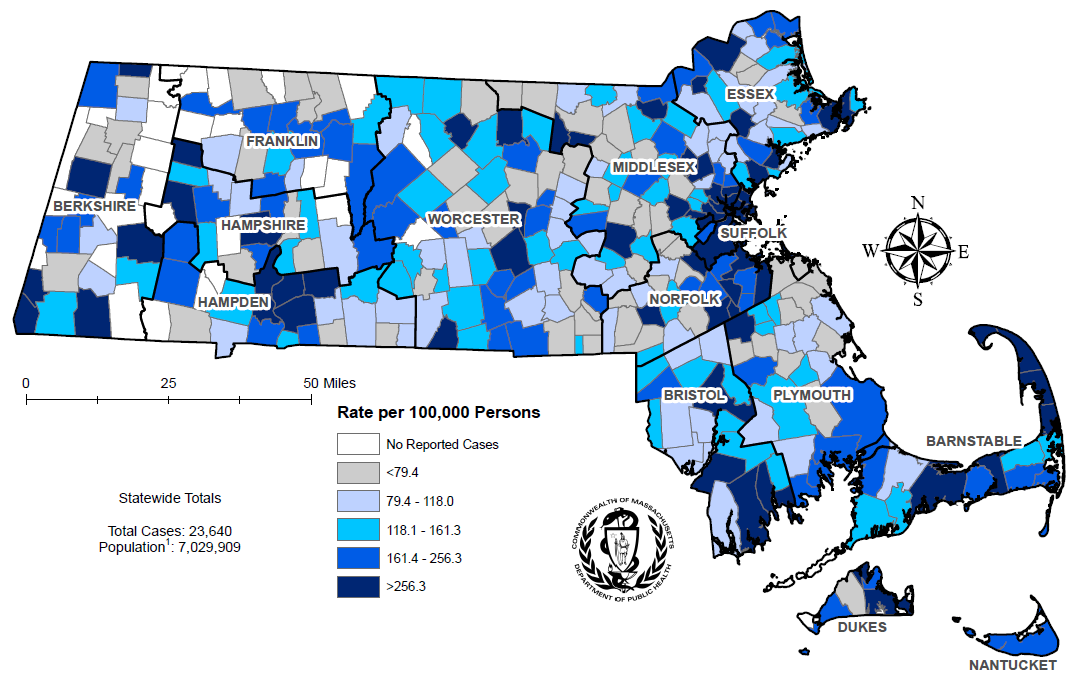 ESSEX
FRANKLIN
MIDDLESEX
BERKSHIRE
HAMPSHIRE
WORCESTER
SUFFOLK
N
W
E
S
HAMPDEN
NORFOLK
0
25
50 Miles
BRISTOL
PLYMOUTH
BARNSTABLE
DUKES
NANTUCKET
Rate per 100,000 Persons
No Reported Cases
<79.4
79.4 - 118.0
118.1 - 161.3
161.4 - 256.3
>256.3
Statewide Totals
Total Cases: 23,640
Population¹: 7,029,909
COMMONWEALTH OF MASSACHUSETTS
DEPARTMENT OF PUBLIC HEALTH